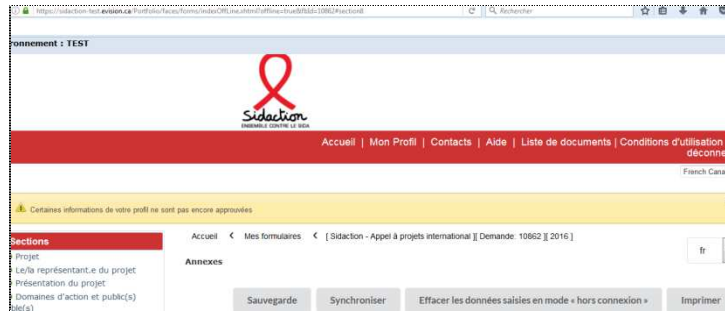 https://sidaction-test.evision.ca/Portfolio/faces/forms/indexOffLine.xhtml?offline=true&ftId=10862#section8
Rechercher
onnement : TEST
Sidaction
ENSEMBLE CONTRE LE SIDA
Accueil | Mon Profil | Contacts | Aide | Liste de documents | Conditions d'utilisation
déconne
French Cana
Certaines informations de votre profil ne sont pas encore approuvées
Accueil < Mes formulaires < [ Sidaction - Appel à projets international ][ Demande: 10862 ][ 2016 ]
Sections
Projet
Le/la représentant.e du projet
Présentation du projet
Domaines d'action et public(s)
ble(s)
Annexes
fr
Sauvegarde
Synchroniser
Effacer les données saisies en mode « hors connexion »
Imprimer